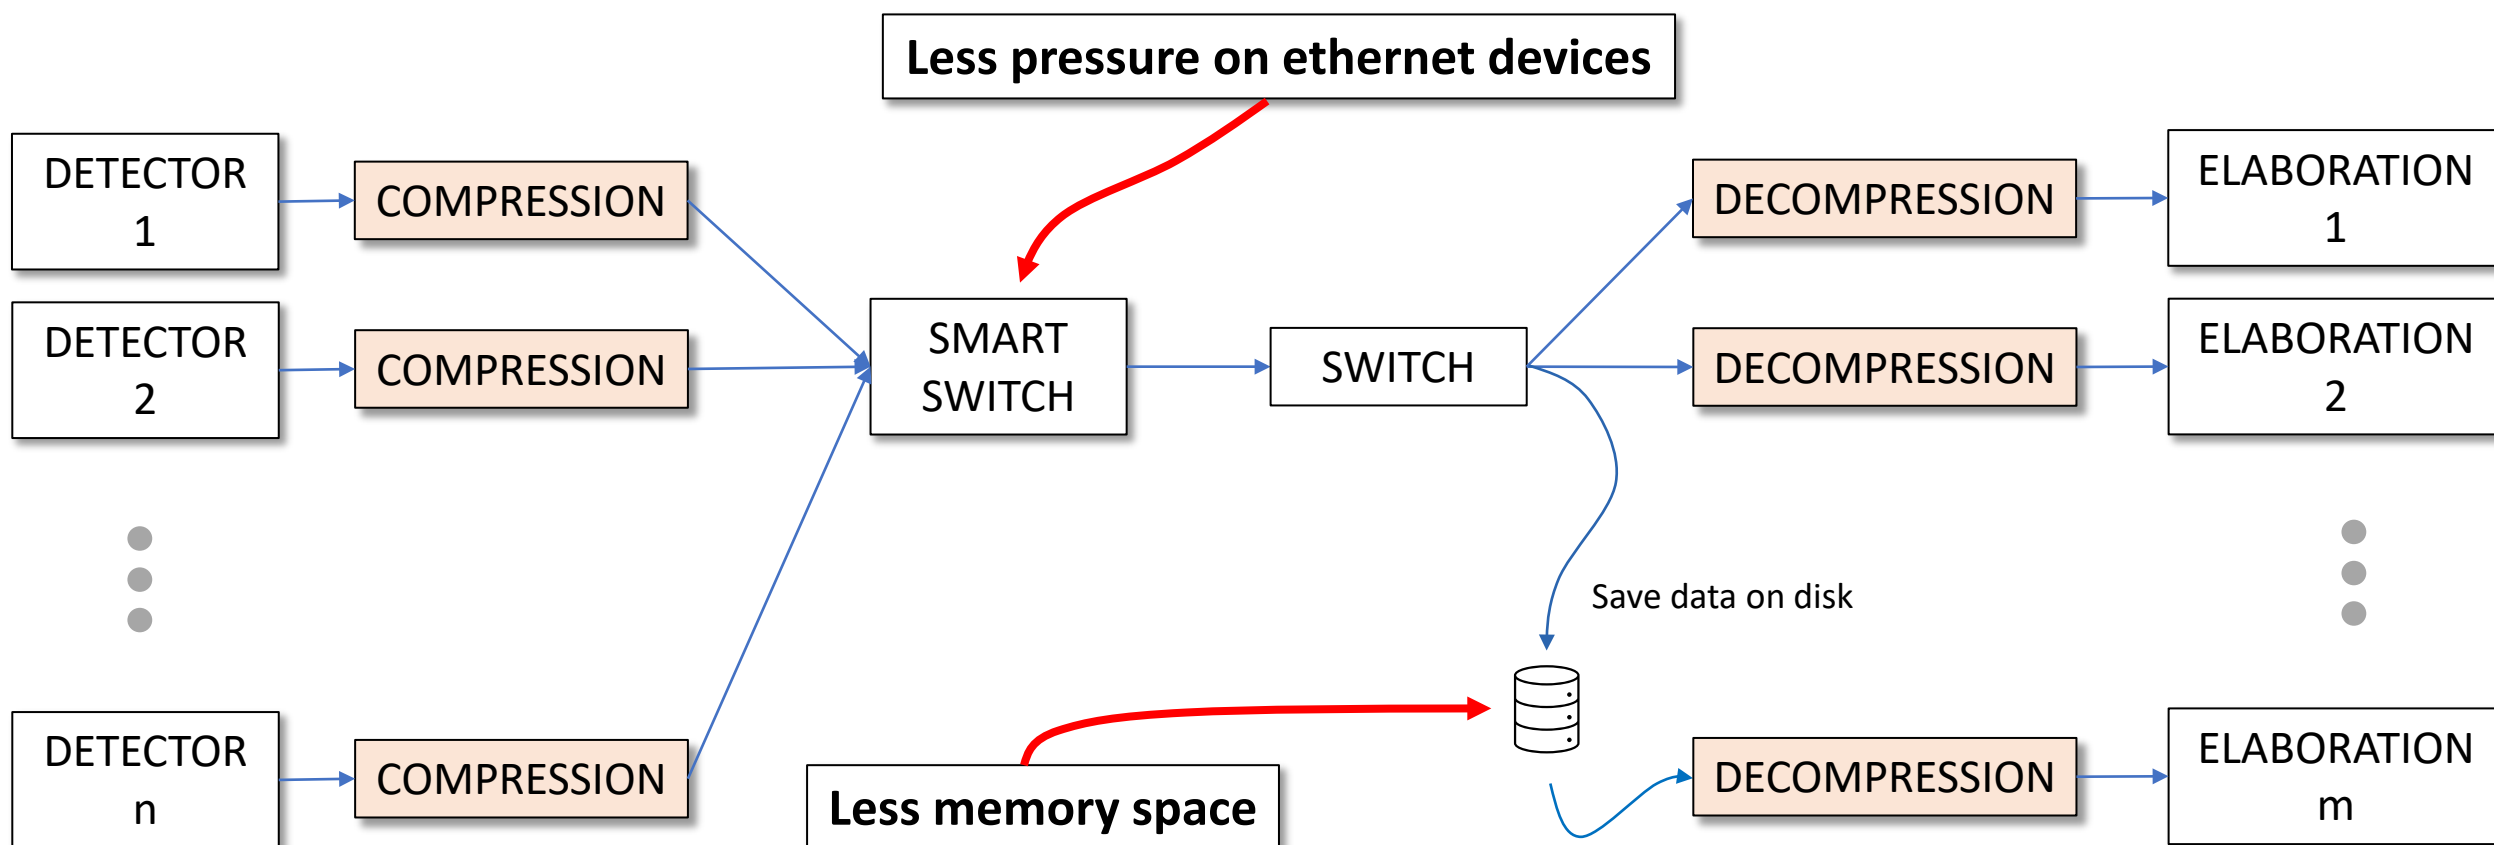 Less pressure on ethernet devices
DETECTOR
1
COMPRESSION
DECOMPRESSION
ELABORATION
1
DETECTOR
2
COMPRESSION
SMART
SWITCH
SWITCH
DECOMPRESSION
ELABORATION
2
Save data on disk
DETECTOR
n
COMPRESSION
Less memory space
DECOMPRESSION
ELABORATION
m